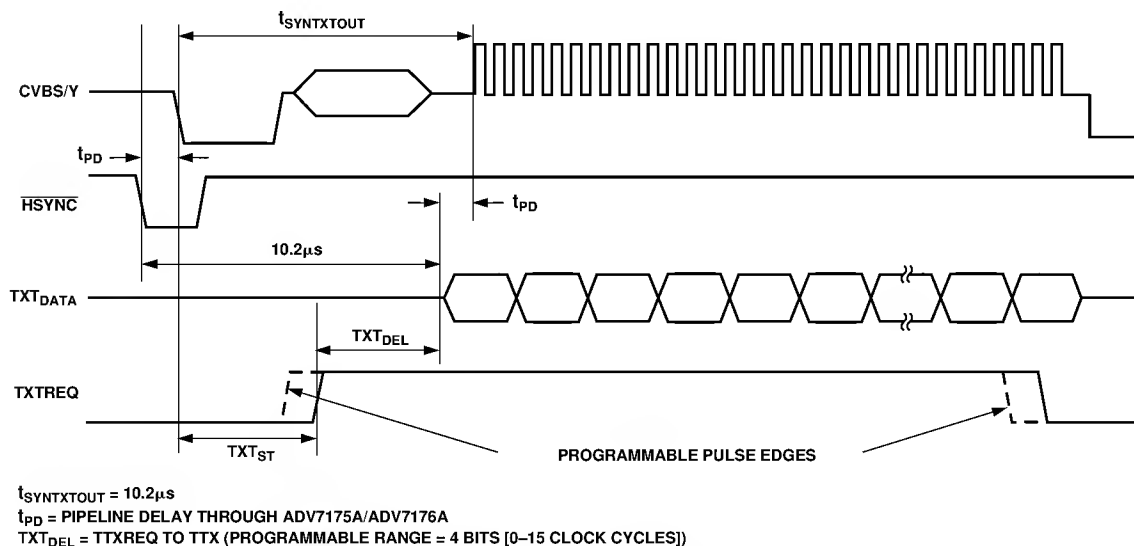 tSYNTXTOUT
CVBS/Y
tPD
HSYNC
tPD
10.2μs
TXTDATA
TXTDEL
TXTREQ
TXTST
PROGRAMMABLE PULSE EDGES
tSYNTXTOUT = 10.2μs
tPD = PIPELINE DELAY THROUGH ADV7175A/ADV7176A
TXTDEL = TTXREQ TO TTX (PROGRAMMABLE RANGE = 4 BITS [0–15 CLOCK CYCLES])